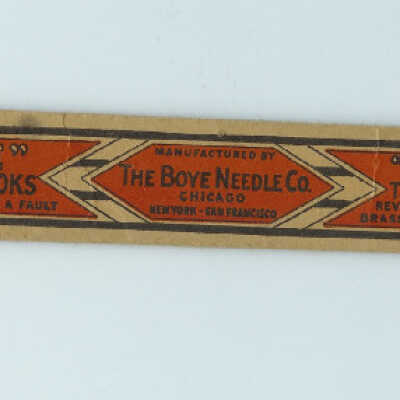 "
OKS
A FAULT
MANUFACTURED BY
THE BOYE NEEDLE CO.
CHICAGO
NEW YORK - SAN FRANCISCO
"
T
REV
BRASS